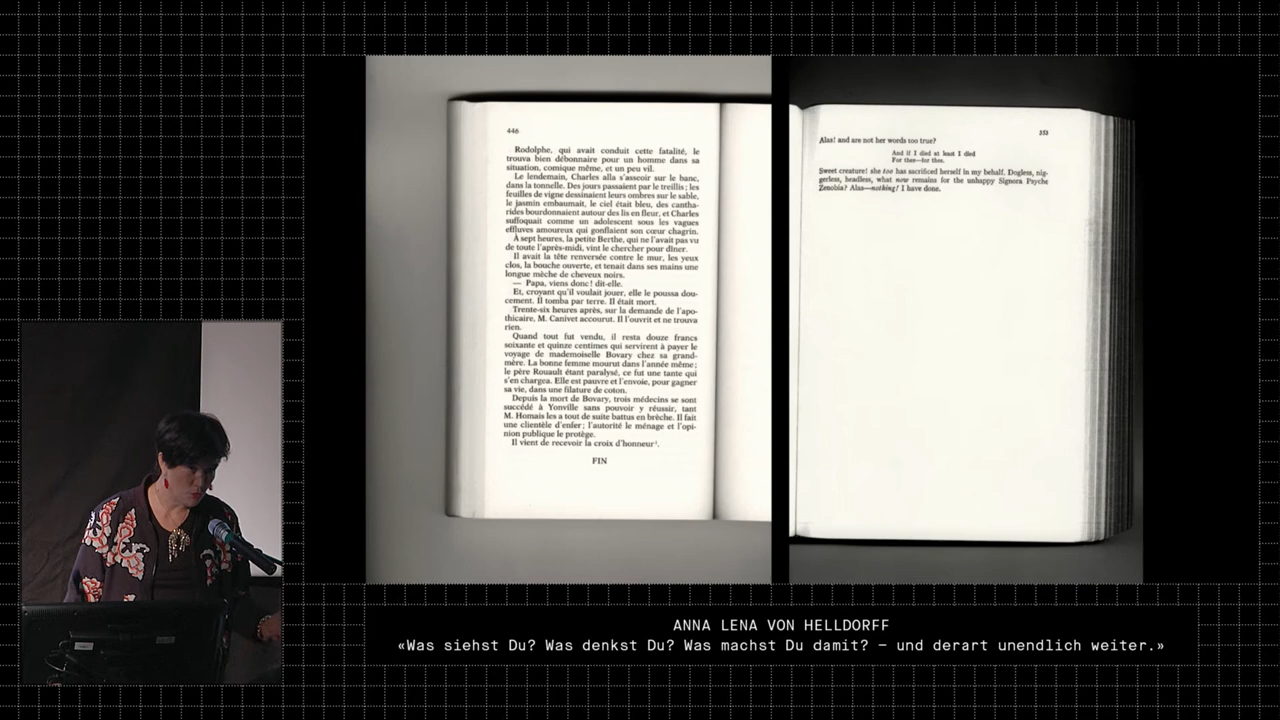 446
Rodolphe, qui avait conduit cette fatalité, le
trouva bien débonnaire pour un homme dans sa
situation, comique même, et un peu vil.
Le lendemain, Charles alla s'asseoir sur le banc,
dans la tonnelle. Des jours passaient par le treillis ; les
feuilles de vigne dessinaient leurs ombres sur le sable,
le jasmin embaumait, le ciel était bleu, des cantha-
rides bourdonnaient autour des lis en fleur, et Charles
suffoquait comme un adolescent sous les vagues
effluves amoureux qui gonflaient son cœur chagrin.
À sept heures, la petite Berthe, qui ne l'avait pas vu
de toute l'après-midi, vint le chercher pour dîner.
Il avait la tête renversée contre le mur, les yeux
clos, la bouche ouverte, et tenait dans ses mains une
longue mèche de cheveux noirs.
— Papa, viens donc ! dit-elle.
Et, croyant qu'il voulait jouer, elle le poussa dou-
cement. Il tomba par terre. Il était mort.
Trente-six heures après, sur la demande de l'apo-
thicaire, M. Canivet accourut. Il l'ouvrit et ne trouva
rien.
Quand tout fut vendu, il resta douze francs
soixante et quinze centimes qui servirent à payer le
voyage de mademoiselle Bovary chez sa grand-
mère. La bonne femme mourut dans l'année même ;
le père Rouault étant paralysé, ce fut une tante qui
s'en chargea. Elle est pauvre et l'envoie, pour gagner
sa vie, dans une filature de coton.
Depuis la mort de Bovary, trois médecins se sont
succédé à Yonville sans pouvoir y réussir, tant
M. Homais les a tout de suite battus en brèche. Il fait
une clientèle d'enfer ; l'autorité le ménage et l'opi-
nion publique le protège.
Il vient de recevoir la croix d'honneur¹.
FIN
353
Alas! and are not her words too true?
And if I died at least I died
For thee—for thee.
Sweet creature! she too has sacrificed herself in my behalf. Dogless, nig-
gerless, headless, what now remains for the unhappy Signora Psyche
Zenobia? Alas—nothing! I have done.
ANNA LENA VON HELLDORFF
«Was siehst Du? Was denkst Du? Was machst Du damit? – und derart unendlich weiter.»